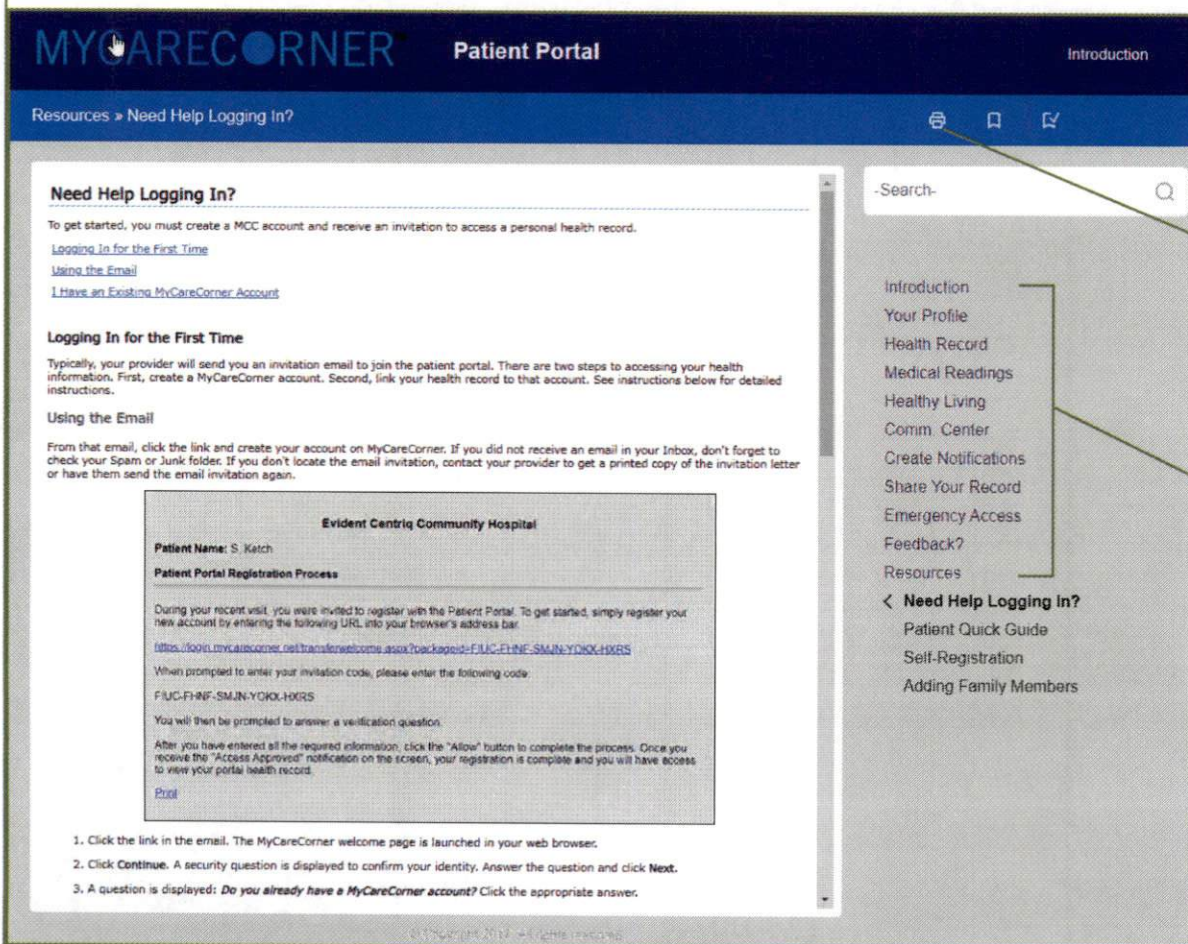 MYCARECORNER Patient Portal Introduction
Resources » Need Help Logging In?
Need Help Logging In?
To get started, you must create a MCC account and receive an invitation to access a personal health record.
Logging In for the First Time
Using the Email
I Have an Existing MyCareCorner Account
Logging In for the First Time
Typically, your provider will send you an invitation email to join the patient portal. There are two steps to accessing your health
information. First, create a MyCareCorner account. Second, link your health record to that account. See instructions below for detailed
instructions.
Using the Email
From that email, click the link and create your account on MyCareCorner. If you did not receive an email in your Inbox, don't forget to
check your Spam or Junk folder. If you don't locate the email invitation, contact your provider to get a printed copy of the invitation letter
or have them send the email invitation again.
Evident Centriq Community Hospital
Patient Name: S. Ketch
Patient Portal Registration Process
During your recent visit, you were invited to register with the Patient Portal. To get started, simply register your
new account by entering the following URL into your browser's address bar.
https://login.mycarecorner.net/transferwelcome.aspx?packageid=FIUC-FHNF-SMJN-YOKX-HXRS
When prompted to enter your invitation code, please enter the following code:
FIUC-FHNF-SMJN-YOKX-HXRS
You will then be prompted to answer a verification question.
After you have entered all the required information, click the "Allow" button to complete the process. Once you
receive the "Access Approved" notification on the screen, your registration is complete and you will have access
to view your portal health record.
Print
1. Click the link in the email. The MyCareCorner welcome page is launched in your web browser.
2. Click Continue. A security question is displayed to confirm your identity. Answer the question and click Next.
3. A question is displayed: Do you already have a MyCareCorner account? Click the appropriate answer.
-Search-
Introduction
Your Profile
Health Record
Medical Readings
Healthy Living
Comm. Center
Create Notifications
Share Your Record
Emergency Access
Feedback?
Resources
Need Help Logging In?
Patient Quick Guide
Self-Registration
Adding Family Members
All rights reserved